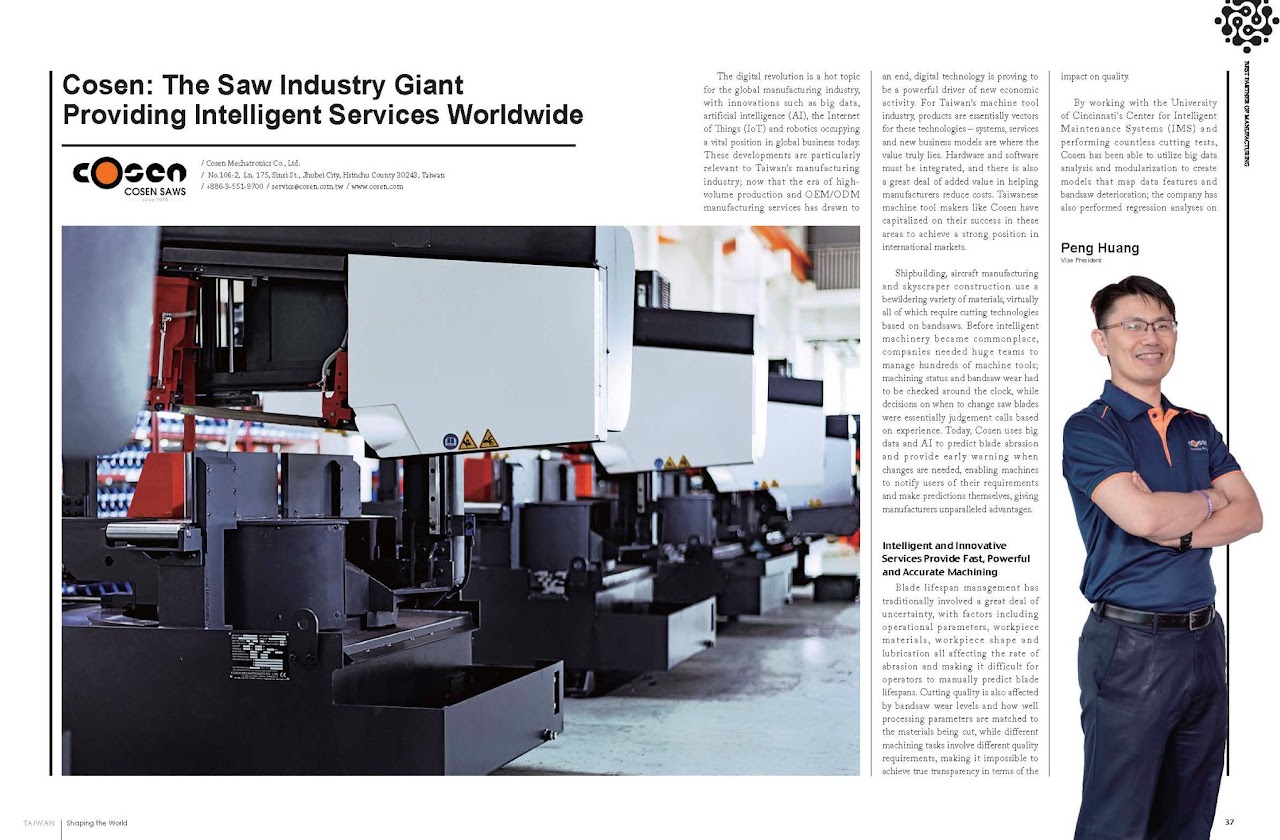 Cosen: The Saw Industry Giant
Providing Intelligent Services Worldwide
COSEN
COSEN SAWS
since 1976
/ Cosen Mechatronics Co., Ltd.
/ No.106-2, Ln. 175, Sinsi St., Jhubei City, Hsinchu County 30243, Taiwan
/ +886-3-551-9700 / service@cosen.com.tw / www.cosen.com
The digital revolution is a hot topic
for the global manufacturing industry,
with innovations such as big data,
artificial intelligence (AI), the Internet
of Things (IoT) and robotics occupying
a vital position in global business today.
These developments are particularly
relevant to Taiwan's manufacturing
industry; now that the era of high-
volume production and OEM/ODM
manufacturing services has drawn to
an end, digital technology is proving to
be a powerful driver of new economic
activity. For Taiwan's machine tool
industry, products are essentially vectors
for these technologies – systems, services
and new business models are where the
value truly lies. Hardware and software
must be integrated, and there is also
a great deal of added value in helping
manufacturers reduce costs. Taiwanese
machine tool makers like Cosen have
capitalized on their success in these
areas to achieve a strong position in
international markets.
Shipbuilding, aircraft manufacturing
and skyscraper construction use a
bewildering variety of materials, virtually
all of which require cutting technologies
based on bandsaws. Before intelligent
machinery became commonplace,
companies needed huge teams to
manage hundreds of machine tools;
machining status and bandsaw wear had
to be checked around the clock, while
decisions on when to change saw blades
were essentially judgement calls based
on experience. Today, Cosen uses big
data and AI to predict blade abrasion
and provide early warning when
changes are needed, enabling machines
to notify users of their requirements
and make predictions themselves, giving
manufacturers unparalleled advantages.
Intelligent and Innovative
Services Provide Fast, Powerful
and Accurate Machining
Blade lifespan management has
traditionally involved a great deal of
uncertainty, with factors including
operational parameters, workpiece
materials, workpiece shape and
lubrication all affecting the rate of
abrasion and making it difficult for
operators to manually predict blade
lifespans. Cutting quality is also affected
by bandsaw wear levels and how well
processing parameters are matched to
the materials being cut, while different
machining tasks involve different quality
requirements, making it impossible to
achieve true transparency in terms of the
impact on quality.
By working with the University
of Cincinnati's Center for Intelligent
Maintenance Systems (IMS) and
performing countless cutting tests,
Cosen has been able to utilize big data
analysis and modularization to create
models that map data features and
bandsaw deterioration; the company has
also performed regression analyses on
Peng Huang
Vise President
cosen
BEST PARTNER OF MANUFACTURING
TAIWAN
Shaping the World
37